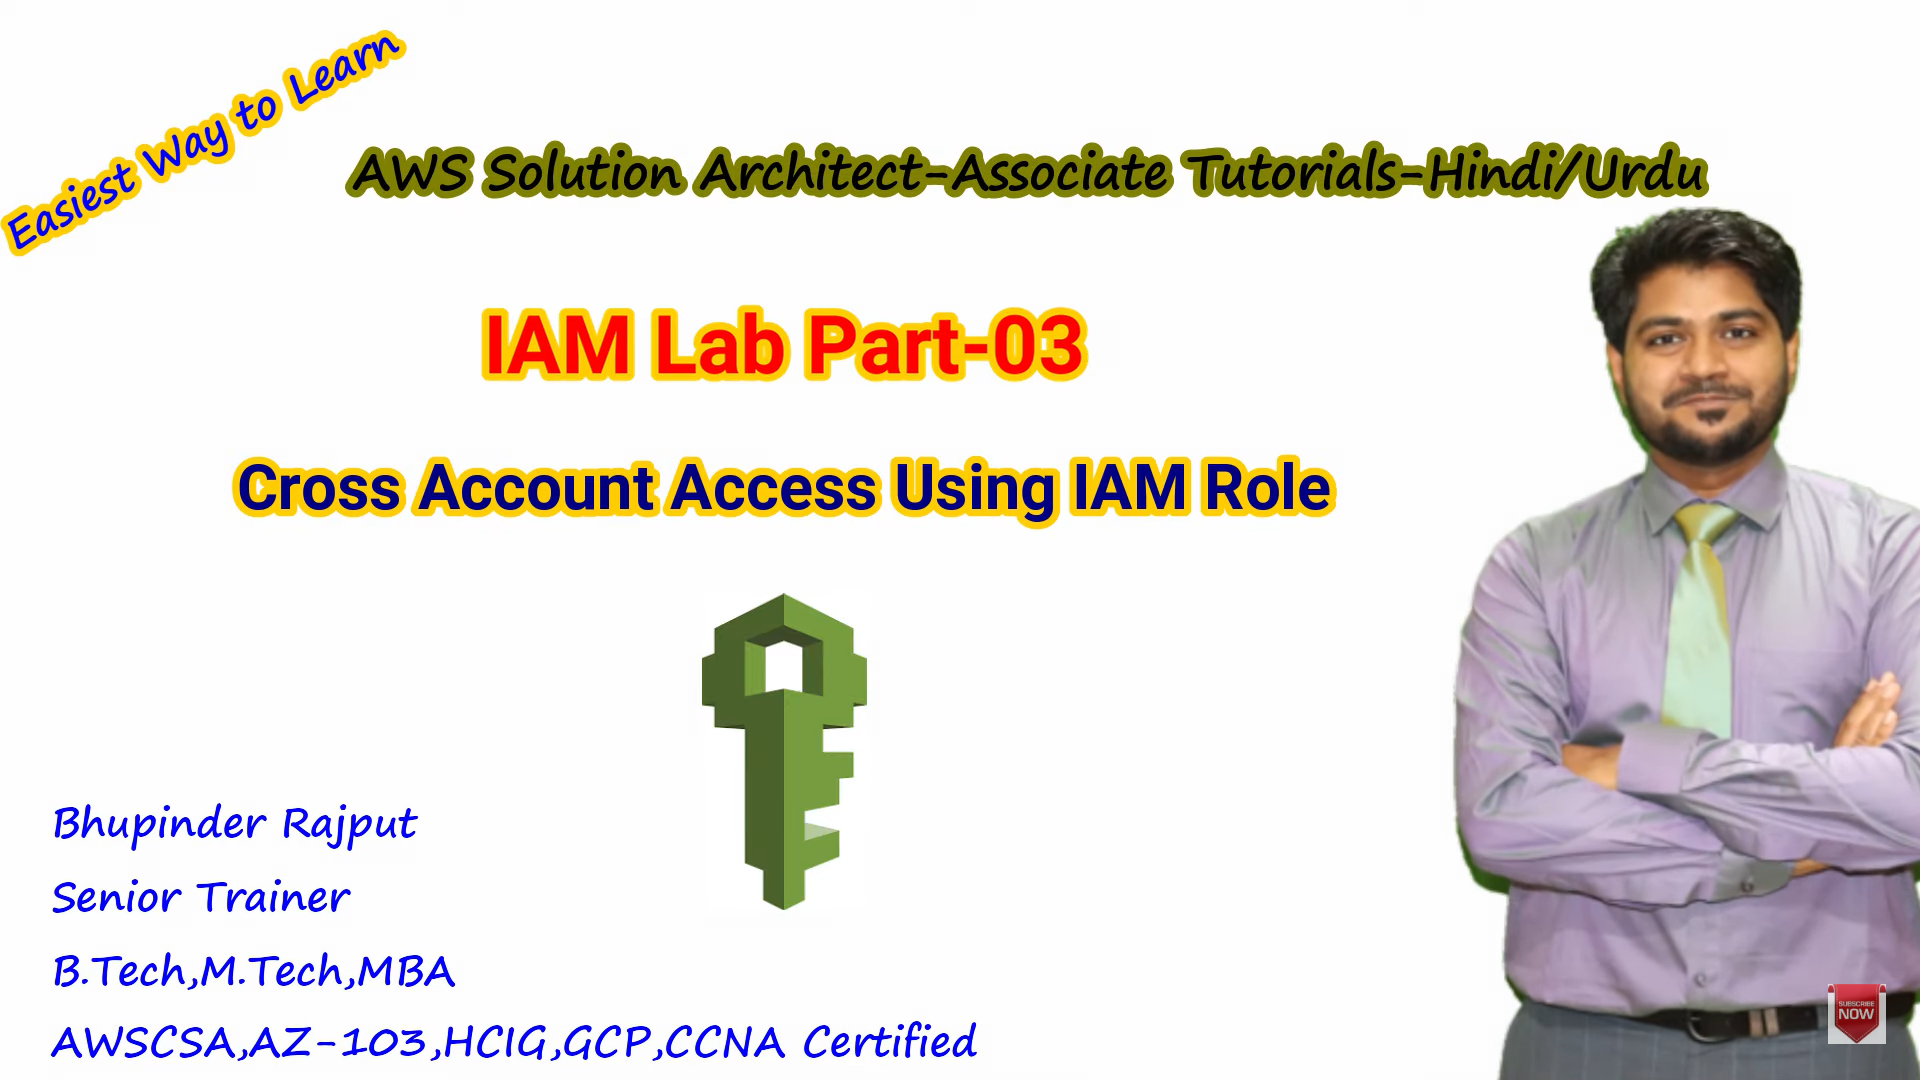 Easiest Way to Learn
AWS Solution Architect-Associate Tutorials-Hindi/Urdu
IAM Lab Part-03
Cross Account Access Using IAM Role
Bhupinder Rajput
Senior Trainer
B.Tech,M.Tech,MBA
AWSCSA,AZ-103,HCIG,GCP,CCNA Certified
SUBSCRIBE
NOW